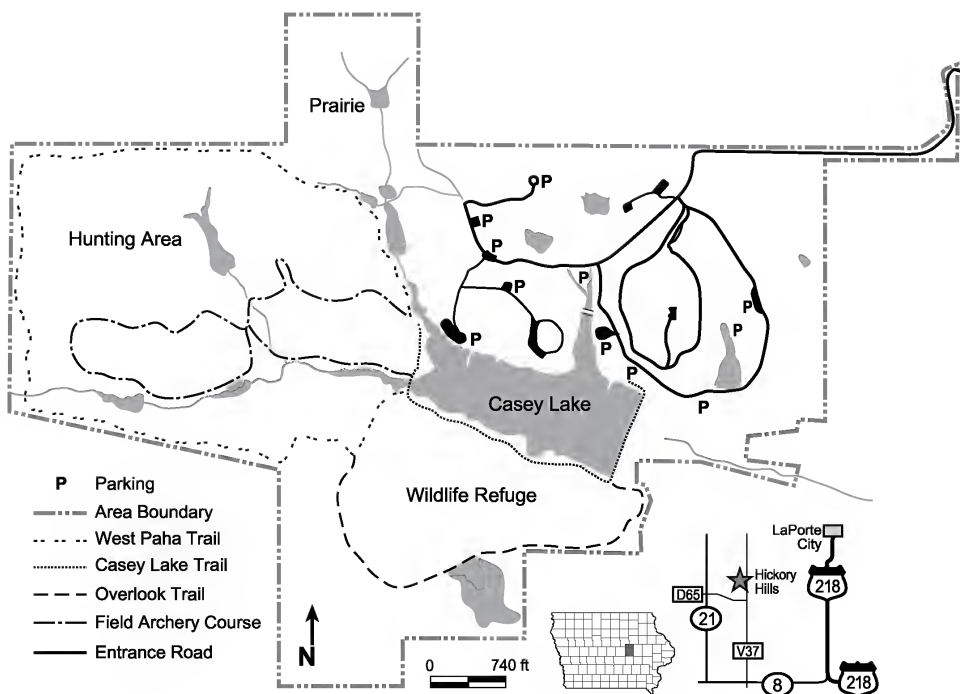 Prairie
P
Hunting Area
P
P
P
P
P
P
P
P
P
P
Casey Lake
Wildlife Refuge
P Parking
Area Boundary
West Paha Trail
Casey Lake Trail
Overlook Trail
Field Archery Course
Entrance Road
N
0 740 ft
LaPorte
City
Hickory
Hills
D65
218
21
V37
8
218